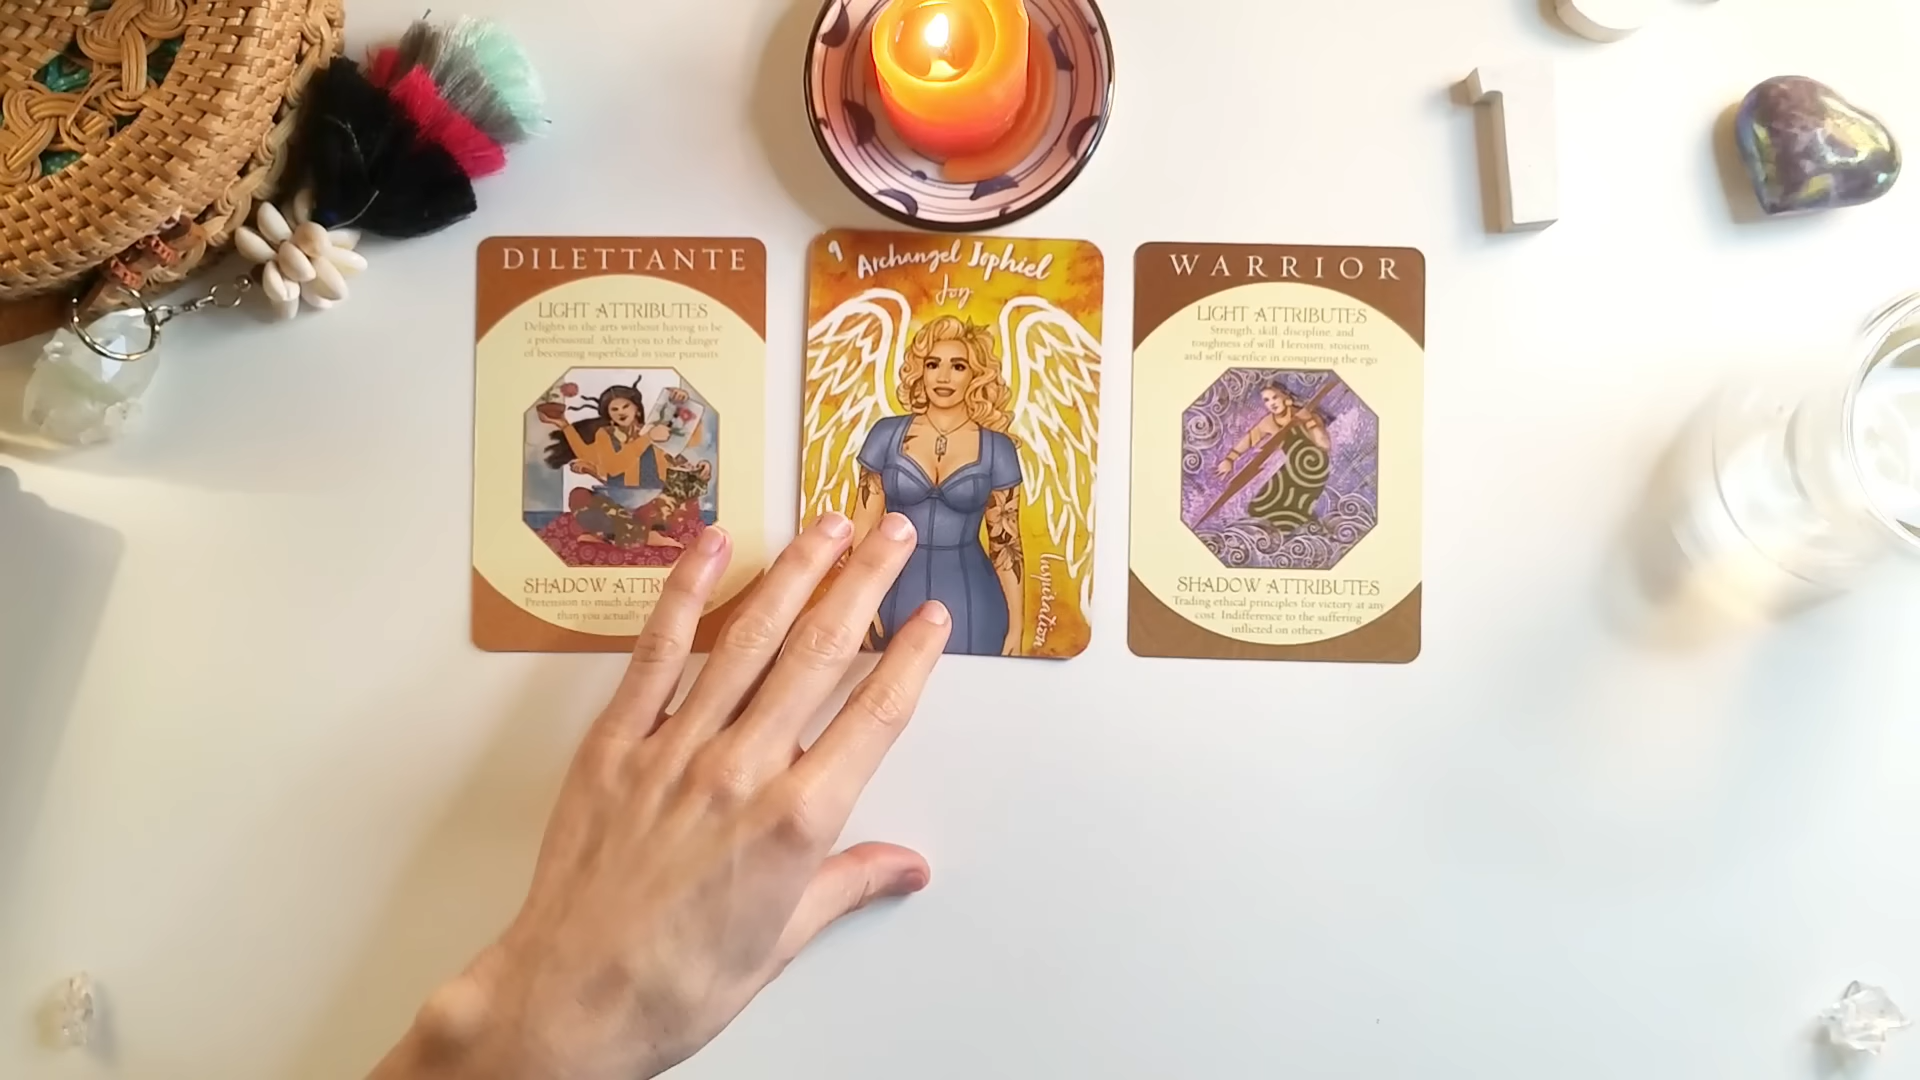 DILETTANTE
LIGHT ATTRIBUTES
Delights in the arts without having to be
a professional. Alerts you to the danger
of becoming superficial in your pursuits.
SHADOW ATTRI
Pretension to much deeper
than you actually
9
Archangel Jophiel
Joy
Inspiration
WARRIOR
LIGHT ATTRIBUTES
Strength, skill, discipline, and
toughness of will. Heroism, stoicism
and self-sacrifice in conquering the ego
SHADOW ATTRIBUTES
Trading ethical principles for victory at any
cost. Indifference to the suffering
inflicted on others.
1